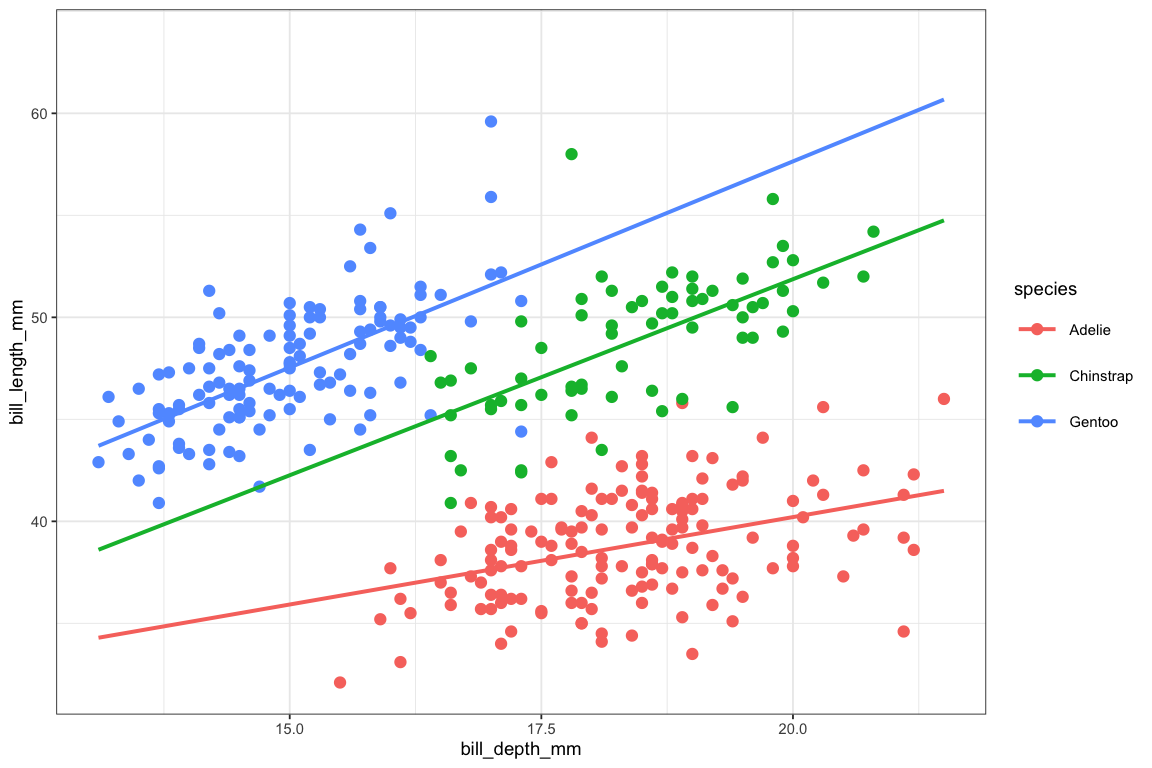 60
50
40
bill_length_mm
15.0
17.5
20.0
bill_depth_mm
species
Adelie
Chinstrap
Gentoo